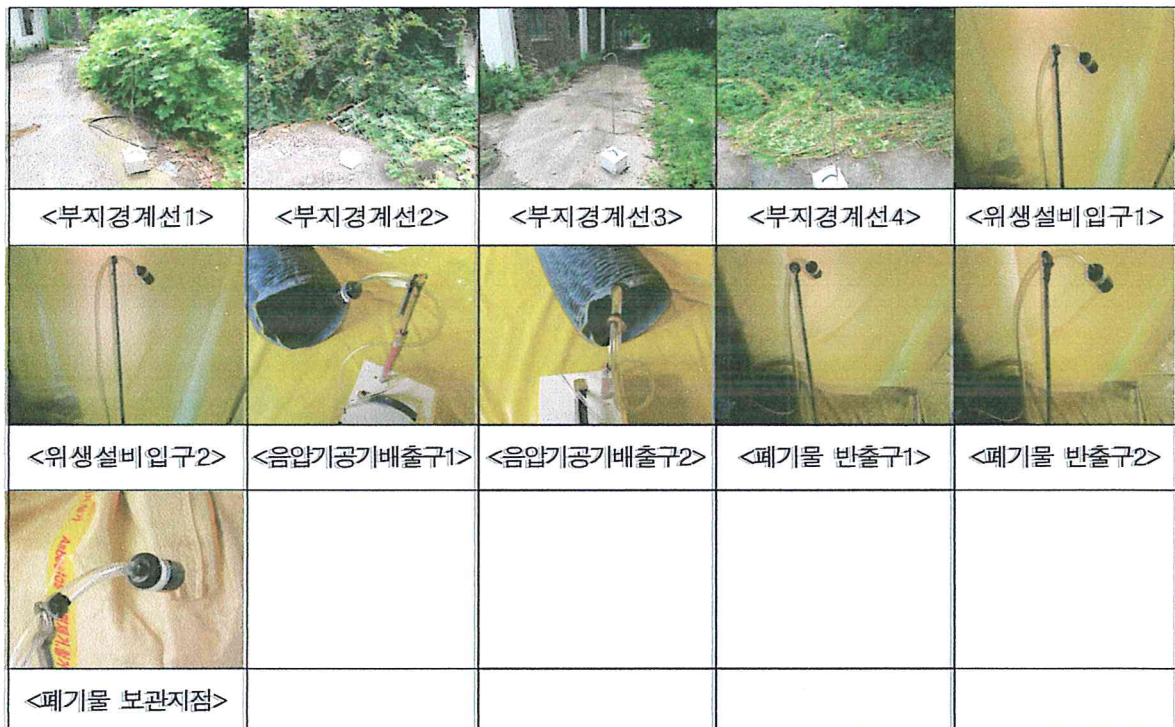 <부지경계선1> <부지경계선2> <부지경계선3> <부지경계선4> <위생설비입구1>
<위생설비입구2> <음압기공기배출구1> <음압기공기배출구2> <폐기물 반출구1> <폐기물 반출구2>
Asbestos
<폐기물 보관지점>